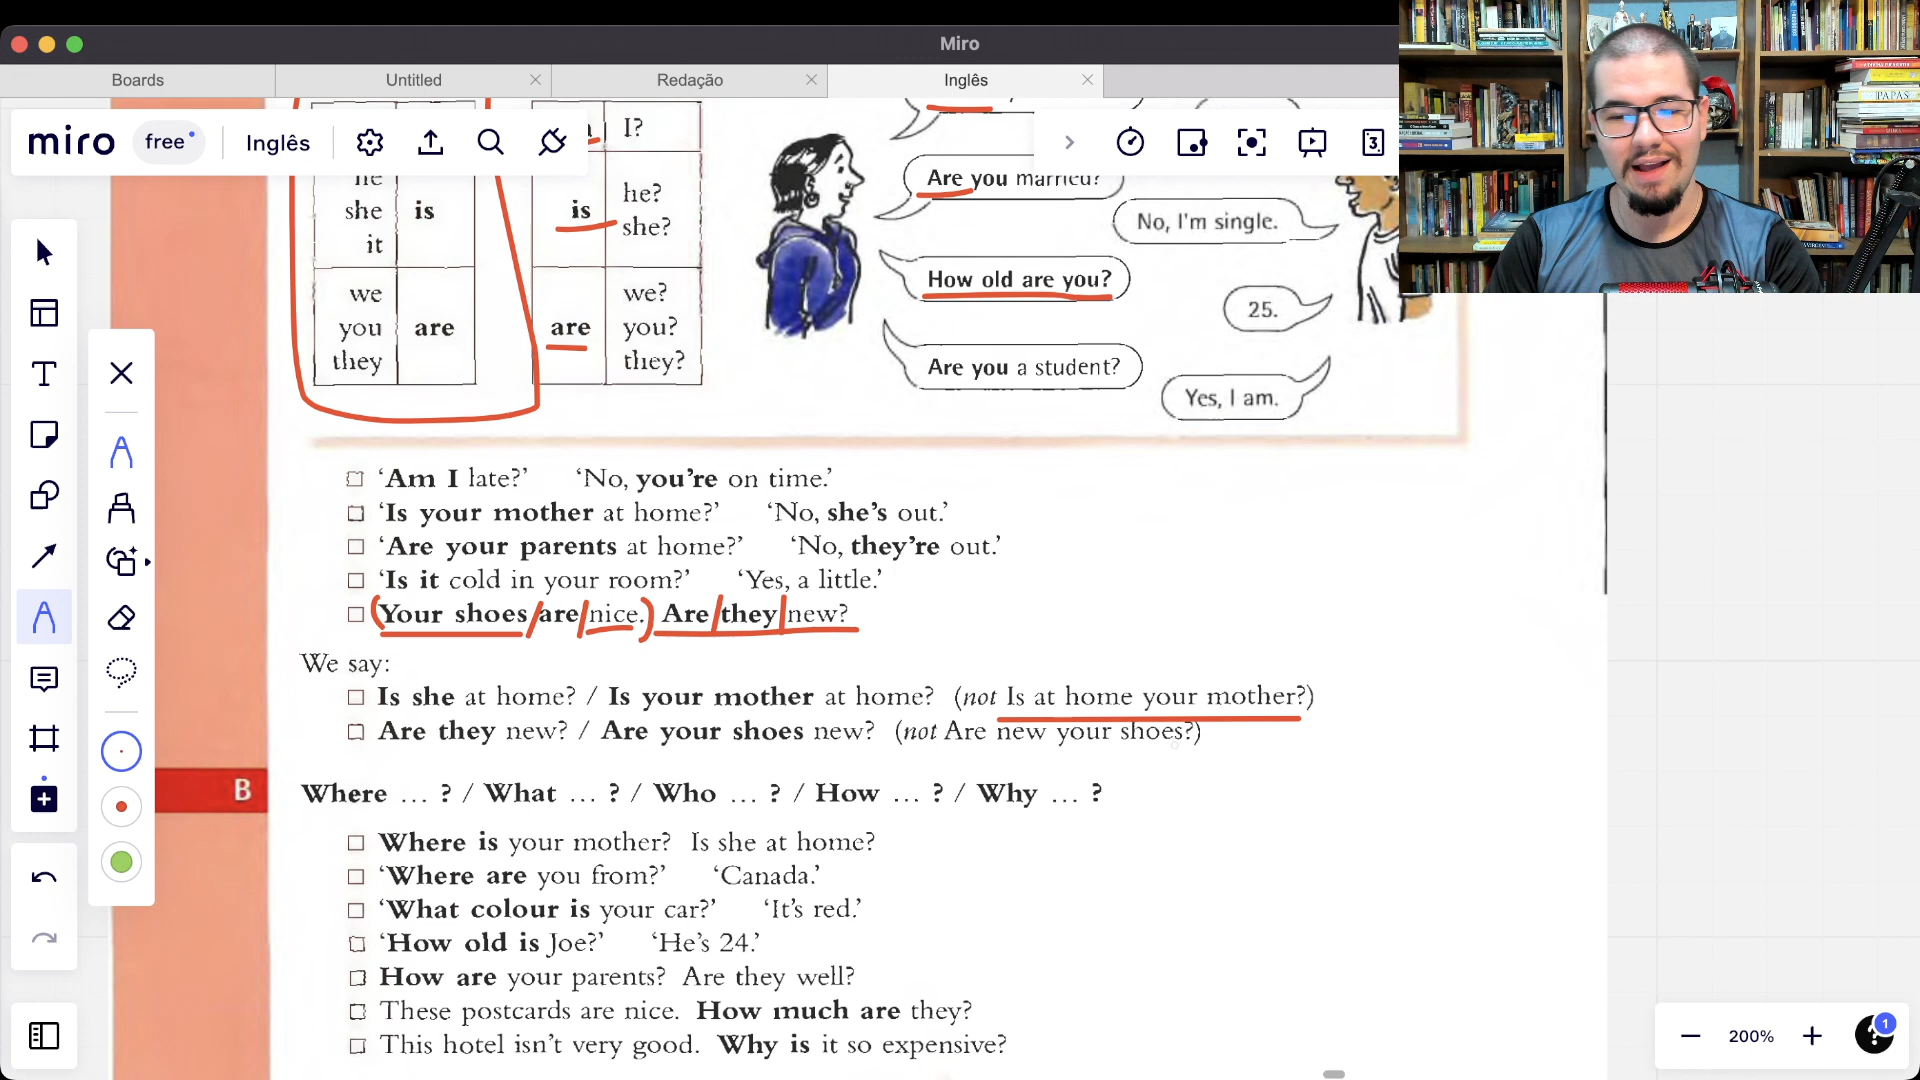 Miro
Boards
Untitled
Redação
Inglês
miro
free
Inglês
3
I?
he
she
it
is
is
he?
she?
we
you
they
are
are
we?
you?
they?
Are you married?
No, I'm single.
How old are you?
25.
Are you a student?
Yes, I am.
‘Am I late?’ ‘No, you’re on time.’
‘Is your mother at home?’ ‘No, she’s out.’
‘Are your parents at home?’ ‘No, they’re out.’
‘Is it cold in your room?’ ‘Yes, a little.’
Your shoes are nice. Are they new?
We say:
Is she at home? / Is your mother at home? (not Is at home your mother?)
Are they new? / Are your shoes new? (not Are new your shoes?)
B
Where … ? / What … ? / Who … ? / How … ? / Why … ?
Where is your mother? Is she at home?
‘Where are you from?’ ‘Canada.’
‘What colour is your car?’ ‘It’s red.’
‘How old is Joe?’ ‘He’s 24.’
How are your parents? Are they well?
These postcards are nice. How much are they?
This hotel isn’t very good. Why is it so expensive?
200%
1
PAPAS